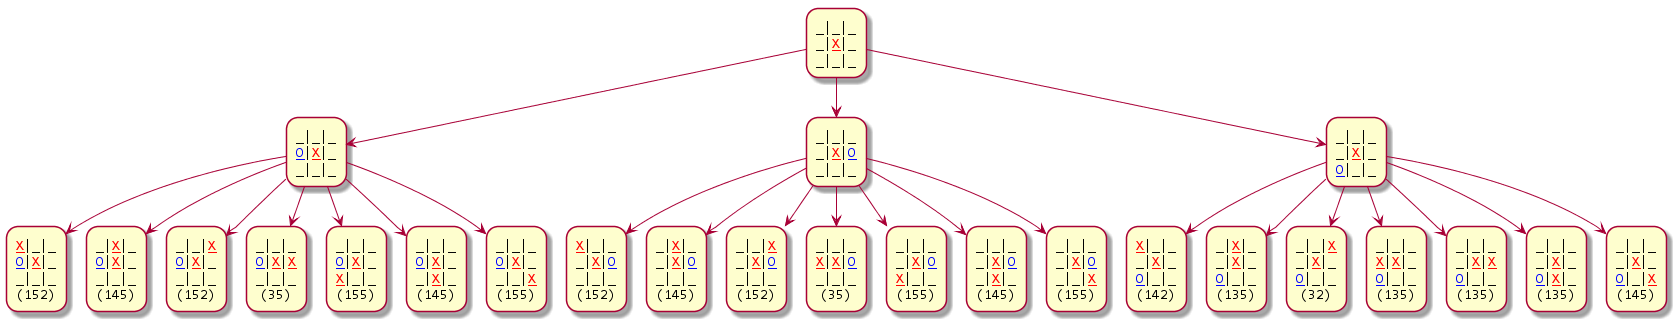 _|_|_
_|X|_
_|_|_
_|_|_
O|X|_
_|_|_
_|_|_
_|X|O
_|_|_
_|_|_
_|X|_
O|_|_
X|_|_
O|X|_
_|_|_
(152)
_|X|_
O|X|_
_|_|_
(145)
_|_|X
O|X|_
_|_|_
(152)
_|_|_
O|X|X
_|_|_
(35)
_|_|_
O|X|_
X|_|_
(155)
_|_|_
O|X|_
_|X|_
(145)
_|_|_
O|X|_
_|_|X
(155)
X|_|_
_|X|O
_|_|_
(152)
_|X|_
_|X|O
_|_|_
(145)
_|_|X
_|X|O
_|_|_
(152)
_|_|_
X|X|O
_|_|_
(35)
_|_|_
_|X|O
X|_|_
(155)
_|_|_
_|X|O
_|X|_
(145)
_|_|_
_|X|O
_|_|X
(155)
X|_|_
_|X|_
O|_|_
(142)
_|X|_
_|X|_
O|_|_
(135)
_|_|X
_|X|_
O|_|_
(32)
_|_|_
X|X|_
O|_|_
(135)
_|_|_
_|X|X
O|_|_
(135)
_|_|_
_|X|_
O|X|_
(135)
_|_|_
_|X|_
O|_|X
(145)